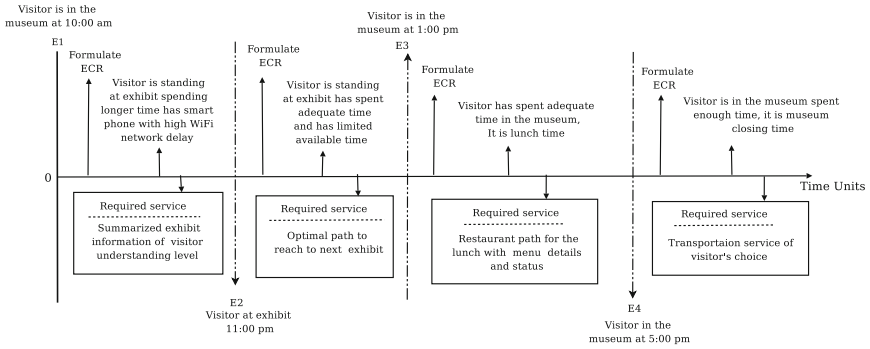 Visitor is in the
museum at 10:00 am
E1
Formulate
ECR
Visitor is standing
at exhibit spending
longer time has smart
phone with high WiFi
network delay
Formulate
ECR
Visitor is standing
at exhibit has spent
adequate time
and has limited
available time
Visitor is in the
museum at 1:00 pm
E3
Formulate
ECR
Visitor has spent adequate
time in the museum,
It is lunch time
Formulate
ECR
Visitor is in the museum spent
enough time, it is museum
closing time
0
Time Units
Required service
Summarized exhibit
information of visitor
understanding level
Required service
Optimal path to
reach to next exhibit
Required service
Restaurant path for the
lunch with menu details
and status
Required service
Transportaion service of
visitor's choice
E2
Visitor at exhibit
11:00 pm
E4
Visitor in the
museum at 5:00 pm